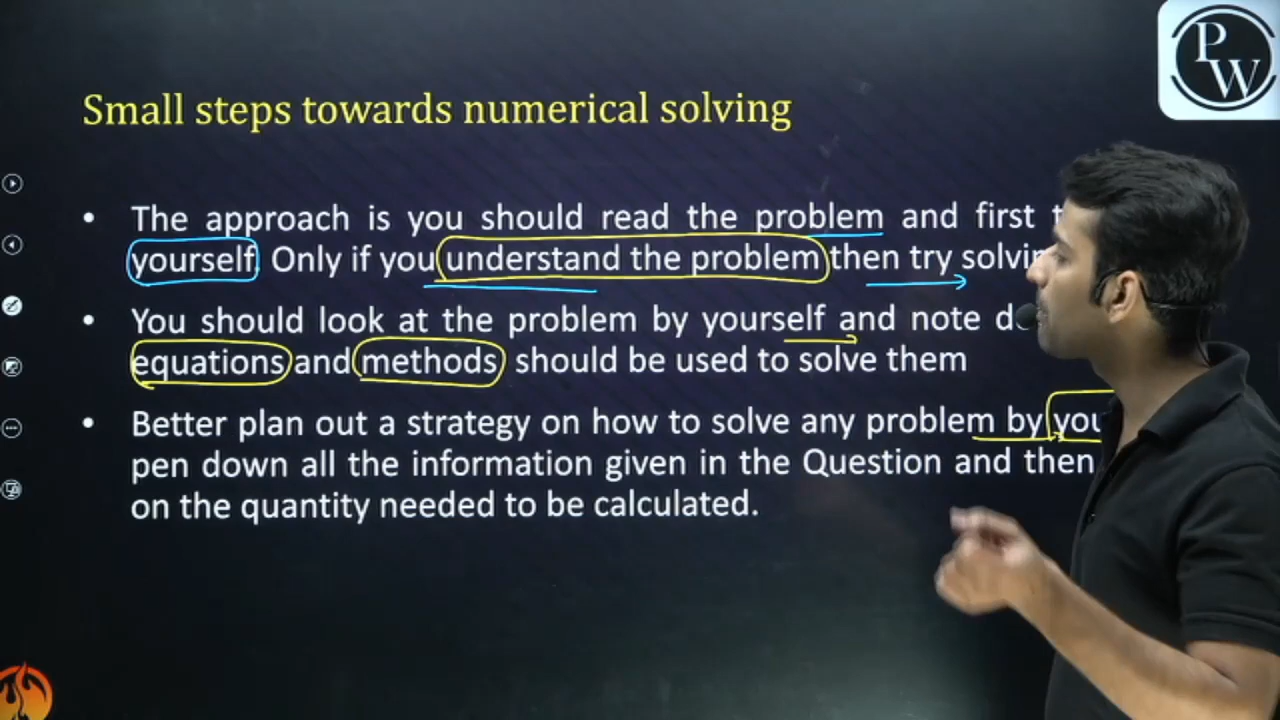 PW
Small steps towards numerical solving
• The approach is you should read the problem and first
yourself. Only if you understand the problem then try
• You should look at the problem by yourself and note
equations and methods should be used to solve them
• Better plan out a strategy on how to solve any problem by
pen down all the information given in the Question and then
on the quantity needed to be calculated.